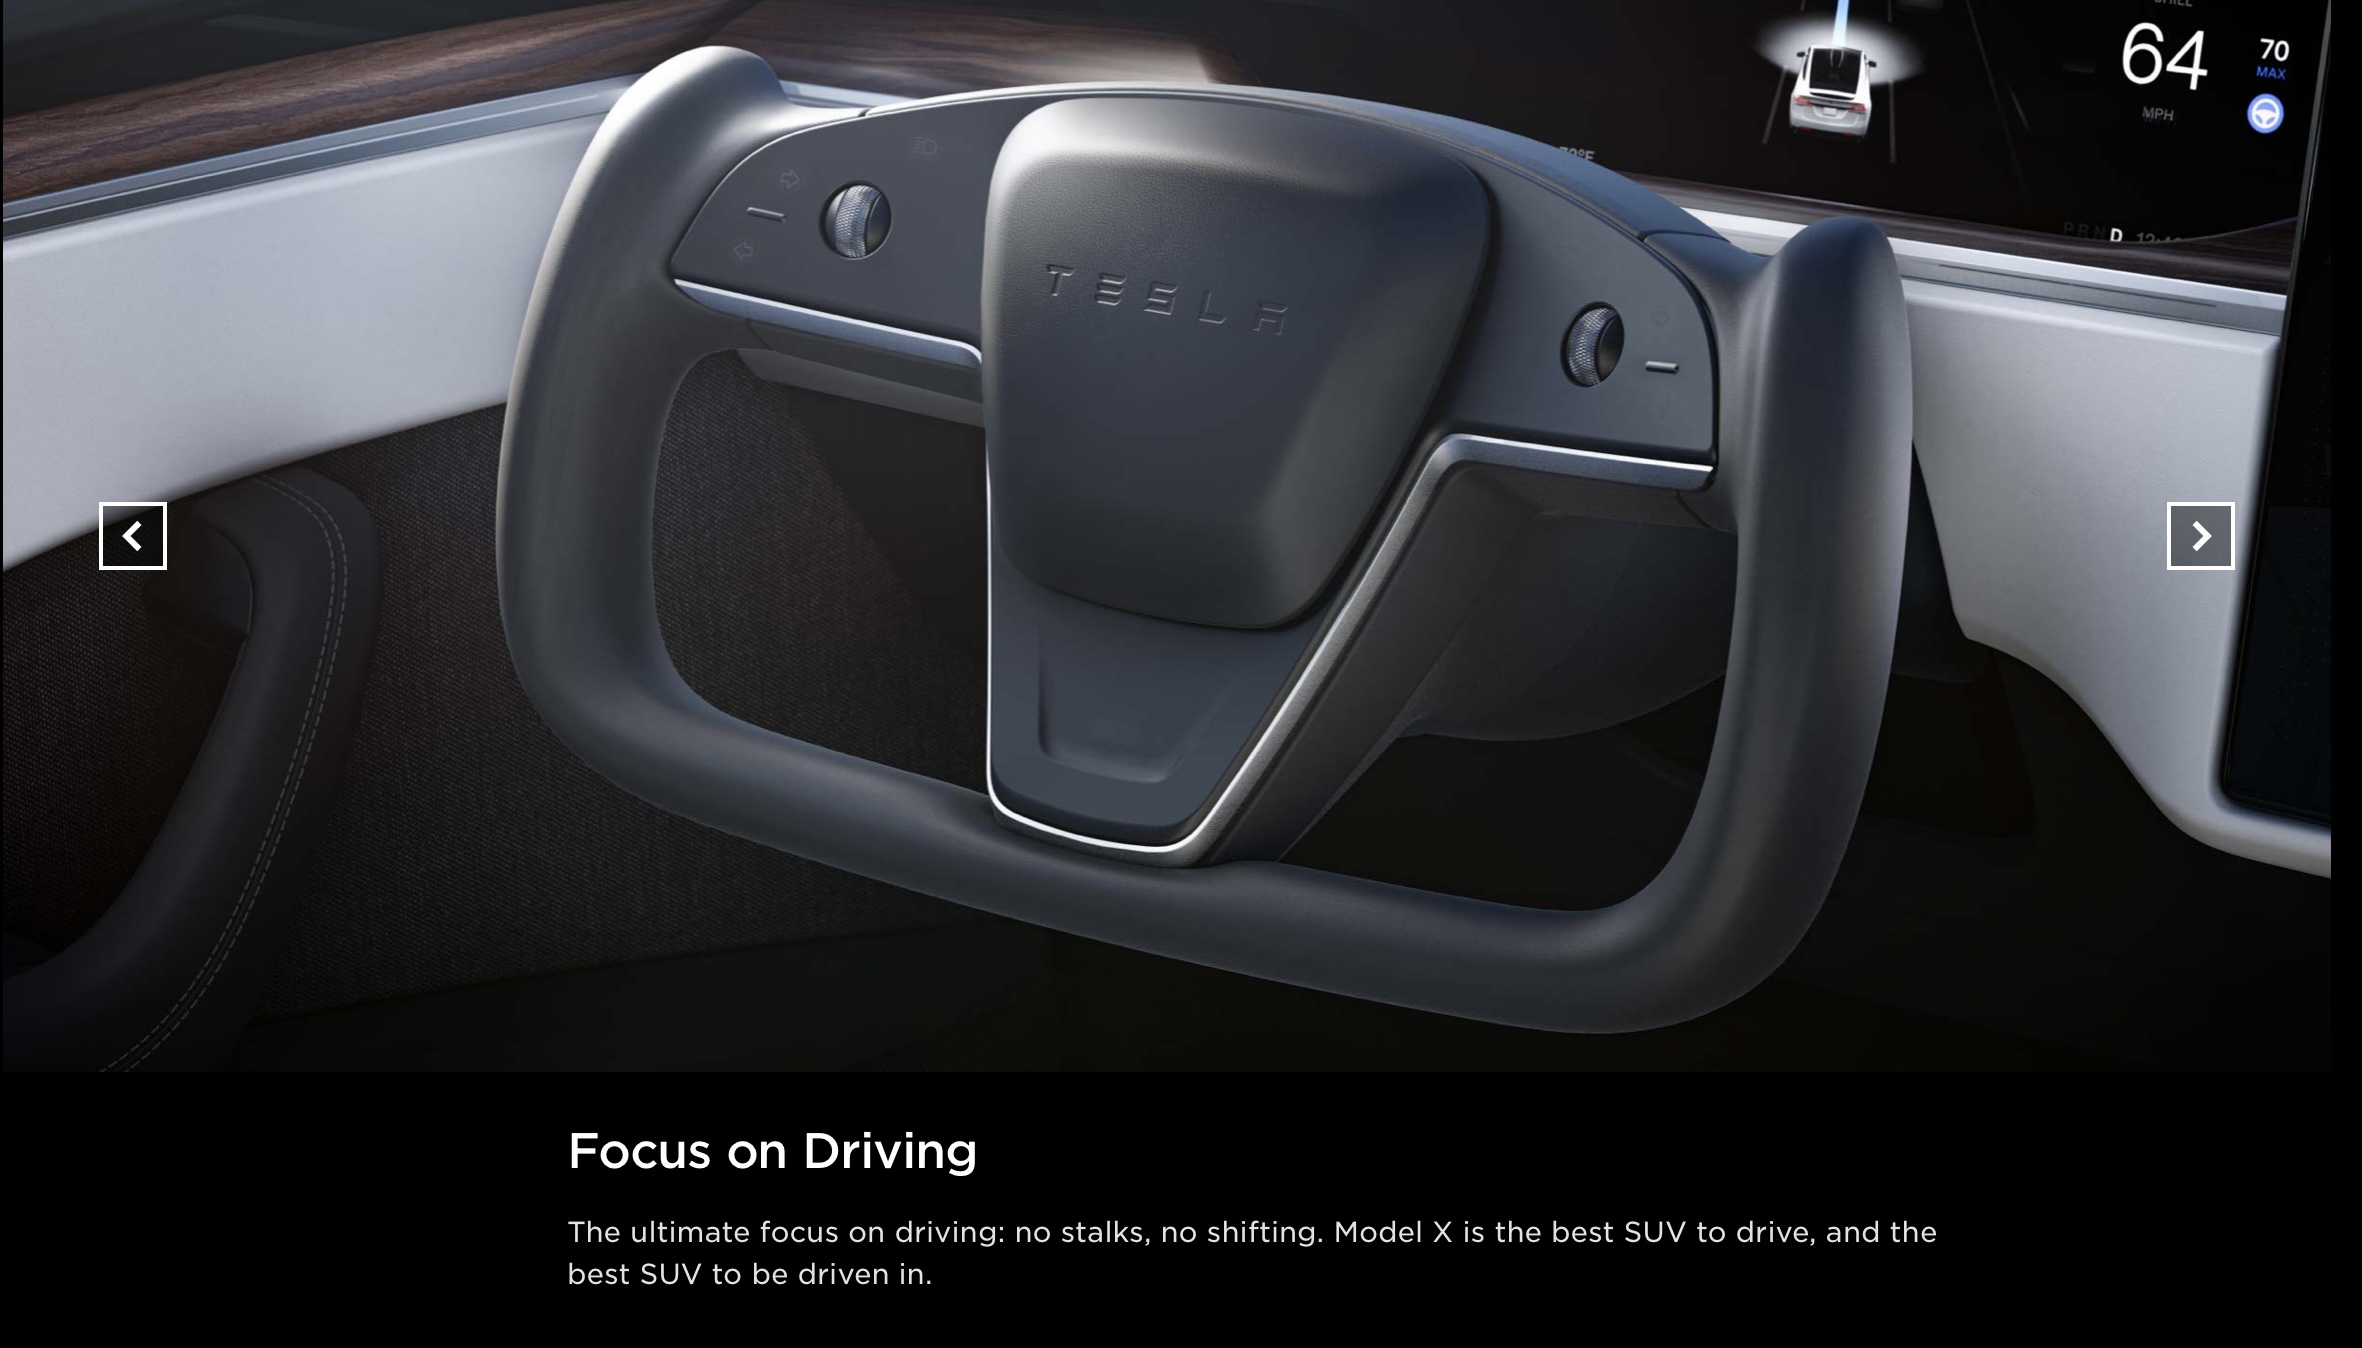 64
70
MAX
MPH
TESLA
P R N D
Focus on Driving
The ultimate focus on driving: no stalks, no shifting. Model X is the best SUV to drive, and the
best SUV to be driven in.